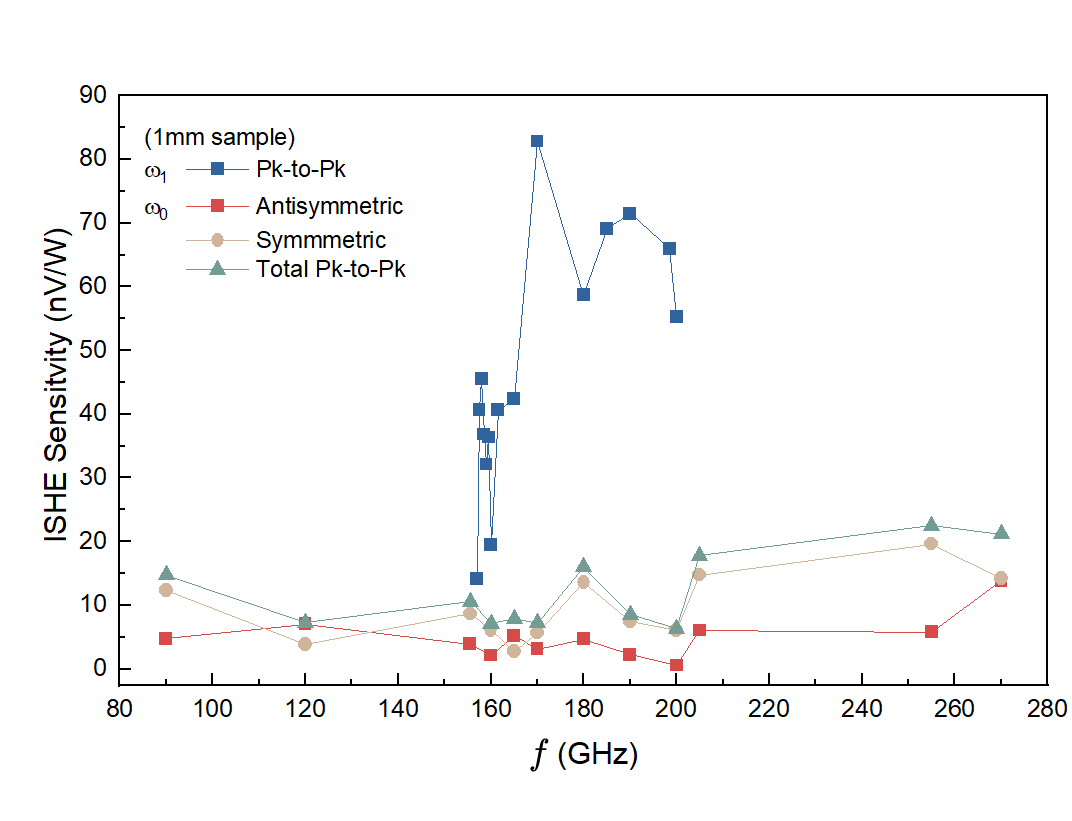 90
80
70
60
50
40
30
20
10
0
ISHE Sensitvity (nV/W)
(1mm sample)
ω1 Pk-to-Pk
ω0 Antisymmetric
Symmmetric
Total Pk-to-Pk
80 100 120 140 160 180 200 220 240 260 280
f (GHz)